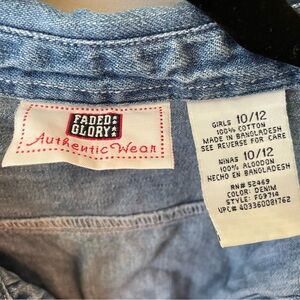 FADED
GLORY
Authentic Wear
GIRLS 10/12
100% COTTON
MADE IN BANGLADESH
SEE REVERSE FOR CARE
NINAS 10/12
100% ALGODON
HECHO EN BANGLADESH
RN# 52469
COLOR: DENIM
STYLE: FG9714
UPC# 403360081762